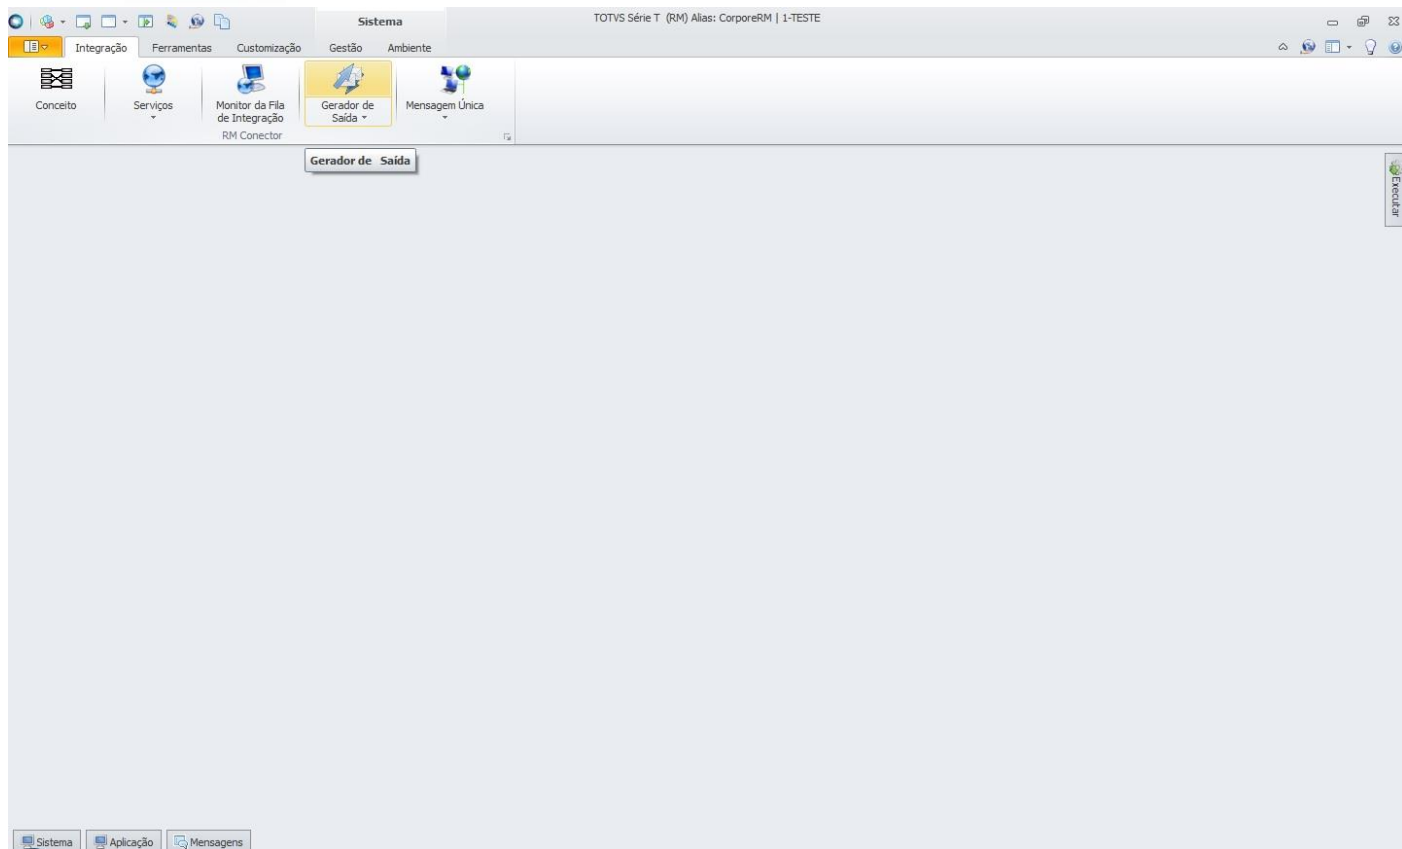 Sistema
TOTVS Série T (RM) Alias: CorporeRM | 1-TESTE
Integração
Ferramentas
Customização
Gestão
Ambiente
Conceito
Serviços
Monitor da Fila
de Integração
Gerador de
Saída
Mensagem Única
RM Conector
Gerador de Saída
Executar
Sistema
Aplicação
Mensagens